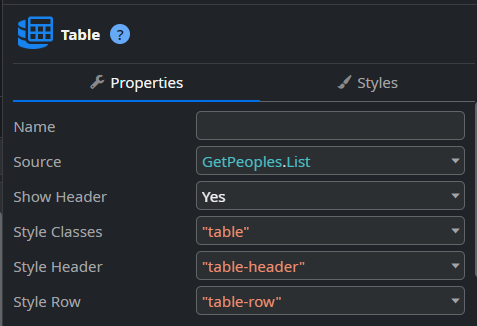 Table ?
Properties Styles
Name
Source GetPeoples.List
Show Header Yes
Style Classes "table"
Style Header "table-header"
Style Row "table-row"